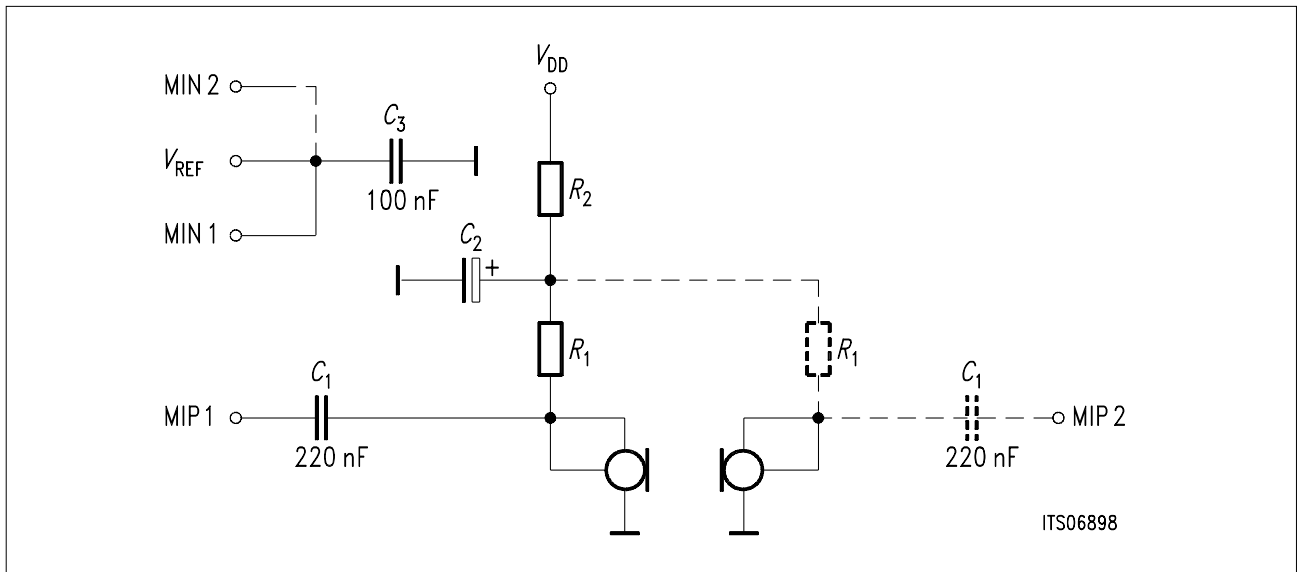 V_DD
MIN 2
C_3
V_REF
100 nF
R_2
MIN 1
C_2
+
R_1
R_1
C_1
C_1
MIP 1
MIP 2
220 nF
220 nF
ITS06898